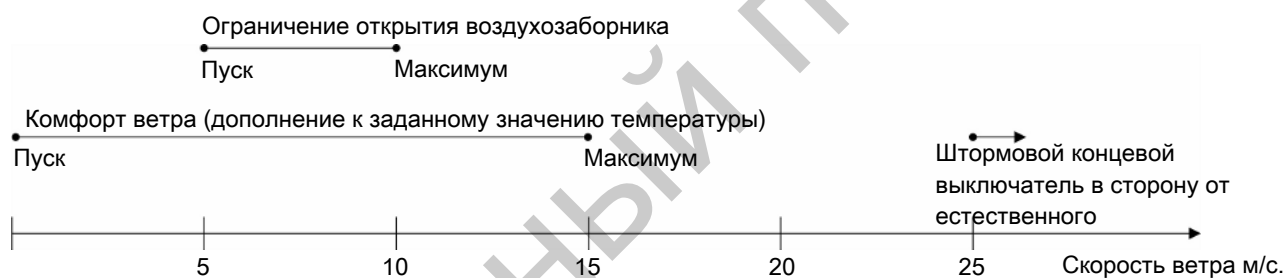 Ограничение открытия воздухозаборника
Пуск Максимум
Комфорт ветра (дополнение к заданному значению температуры)
Пуск Максимум
Штормовой концевой
выключатель в сторону от
естественного
5 10 15 20 25 Скорость ветра м/с.
НЫЙ П